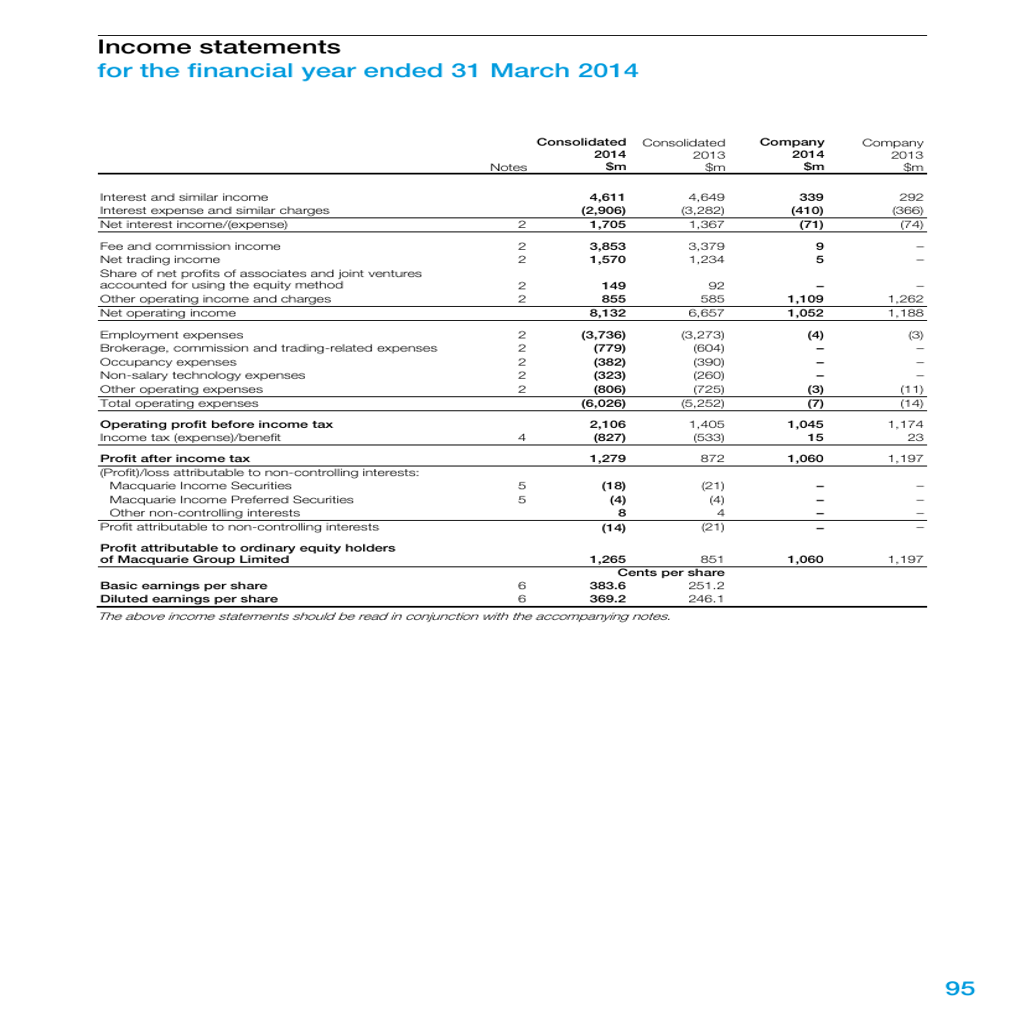 Income statements
for the financial year ended 31 March 2014
Consolidated Consolidated Company Company
2014 2013 2014 2013
Notes $m $m $m $m
Interest and similar income 4,611 4,649 339 292
Interest expense and similar charges (2,906) (3,282) (410) (366)
Net interest income/(expense) 2 1,705 1,367 (71) (74)
Fee and commission income 2 3,853 3,379 9 –
Net trading income 2 1,570 1,234 5 –
Share of net profits of associates and joint ventures
accounted for using the equity method 2 149 92 – –
Other operating income and charges 2 855 585 1,109 1,262
Net operating income 8,132 6,657 1,052 1,188
Employment expenses 2 (3,736) (3,273) (4) (3)
Brokerage, commission and trading-related expenses 2 (779) (604) – –
Occupancy expenses 2 (382) (390) – –
Non-salary technology expenses 2 (323) (260) – –
Other operating expenses 2 (806) (725) (3) (11)
Total operating expenses (6,026) (5,252) (7) (14)
Operating profit before income tax 2,106 1,405 1,045 1,174
Income tax (expense)/benefit 4 (827) (533) 15 23
Profit after income tax 1,279 872 1,060 1,197
(Profit)/loss attributable to non-controlling interests:
Macquarie Income Securities 5 (18) (21) – –
Macquarie Income Preferred Securities 5 (4) (4) – –
Other non-controlling interests 8 4 – –
Profit attributable to non-controlling interests (14) (21) – –
Profit attributable to ordinary equity holders
of Macquarie Group Limited 1,265 851 1,060 1,197
Cents per share
Basic earnings per share 6 383.6 251.2
Diluted earnings per share 6 369.2 246.1
The above income statements should be read in conjunction with the accompanying notes.
95